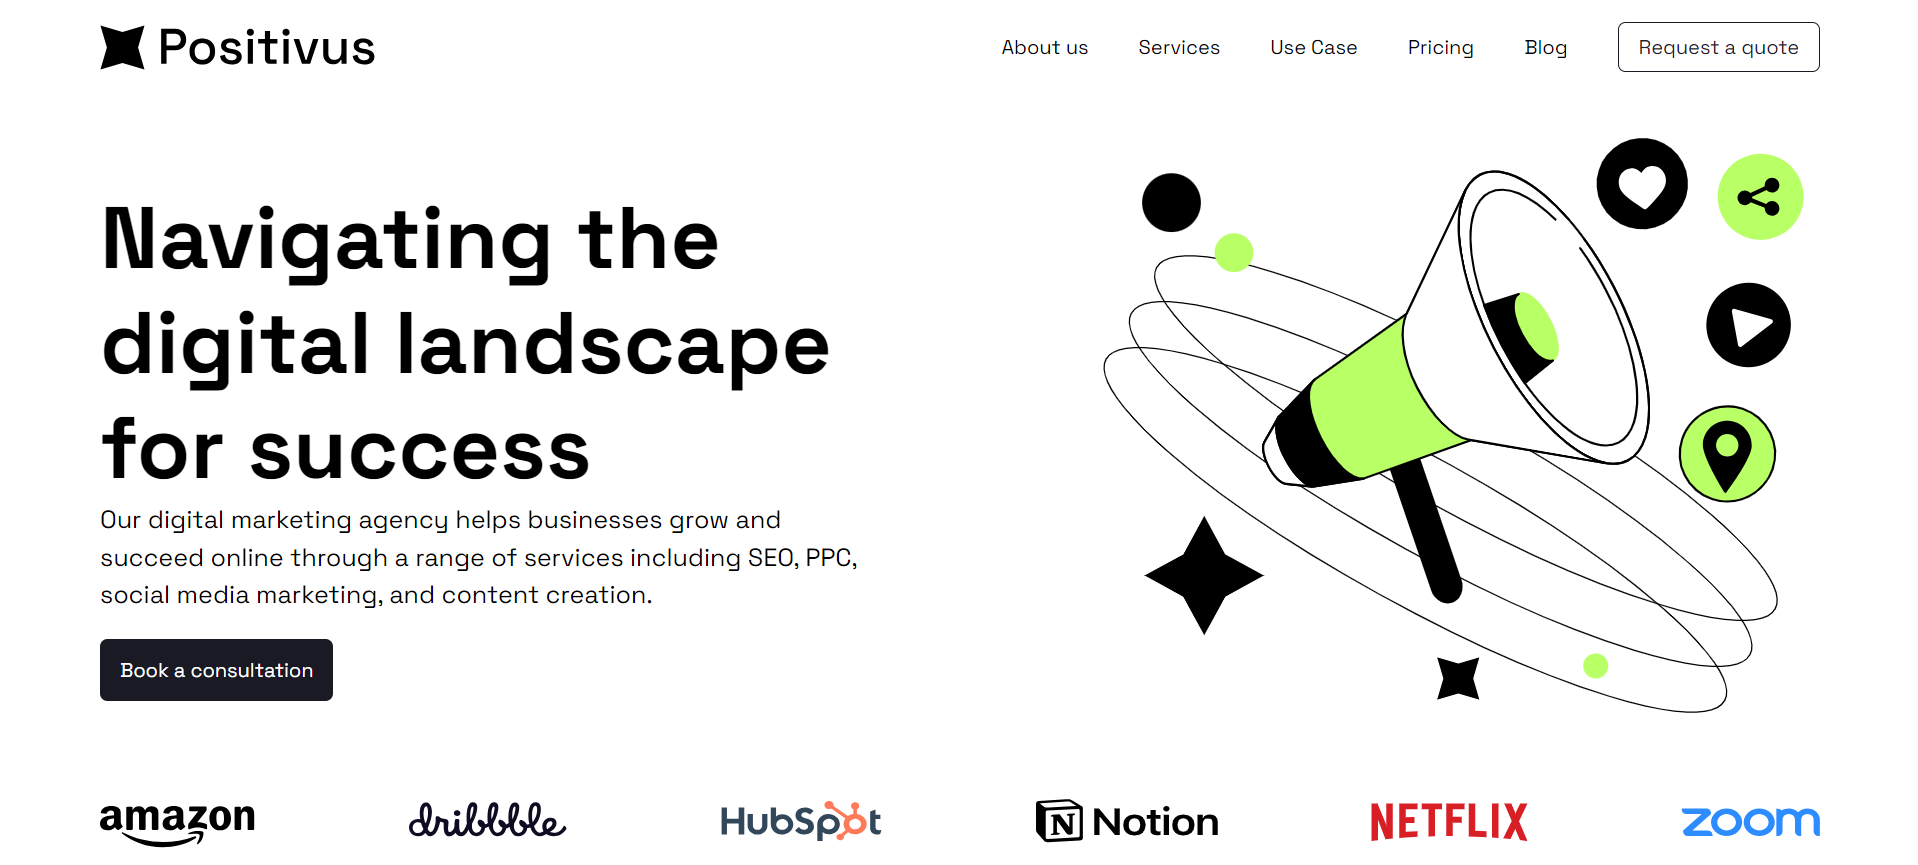 Positivus
About us
Services
Use Case
Pricing
Blog
Request a quote
Navigating the
digital landscape
for success
Our digital marketing agency helps businesses grow and
succeed online through a range of services including SEO, PPC,
social media marketing, and content creation.
Book a consultation
amazon
dribbble
HubSpot
Notion
NETFLIX
zoom